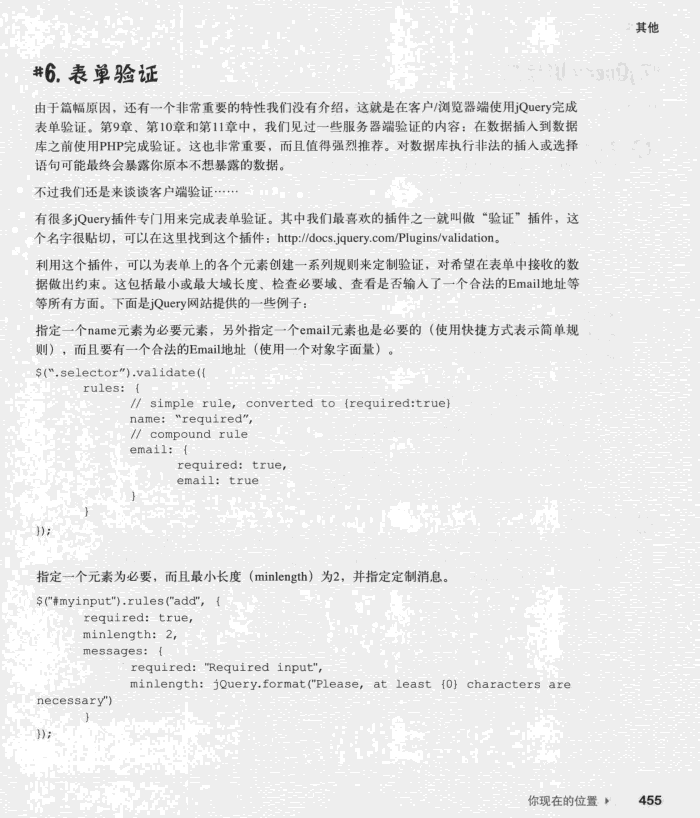 其他
#6. 表单验证
由于篇幅原因，还有一个非常重要的特性我们没有介绍，这就是在客户/浏览器端使用jQuery完成
表单验证。第9章、第10章和第11章中，我们见过一些服务器端验证的内容：在数据插入到数据
库之前使用PHP完成验证。这也非常重要，而且值得强烈推荐。对数据库执行非法的插入或选择
语句可能最终会暴露你原本不想暴露的数据。
不过我们还是来谈谈客户端验证……
有很多jQuery插件专门用来完成表单验证。其中我们最喜欢的插件之一就叫做“验证”插件，这
个名字很贴切，可以在这里找到这个插件：http://docs.jquery.com/Plugins/validation。
利用这个插件，可以为表单上的各个元素创建一系列规则来定制验证，对希望在表单中接收的数
据做出约束。这包括最小或最大域长度、检查必要域、查看是否输入了一个合法的Email地址等
等所有方面。下面是jQuery网站提供的一些例子：
指定一个name元素为必要元素，另外指定一个email元素也是必要的（使用快捷方式表示简单规
则），而且要有一个合法的Email地址（使用一个对象字面量）。
$(“.selector”).validate({
rules: {
// simple rule, converted to {required:true}
name: “required”,
// compound rule
email: {
required: true,
email: true
}
}
});
指定一个元素为必要，而且最小长度（minlength）为2，并指定定制消息。
$("#myinput").rules("add", {
required: true,
minlength: 2,
messages: {
required: "Required input",
minlength: jQuery.format("Please, at least {0} characters are
necessary")
}
});
你现在的位置 ▸ 455